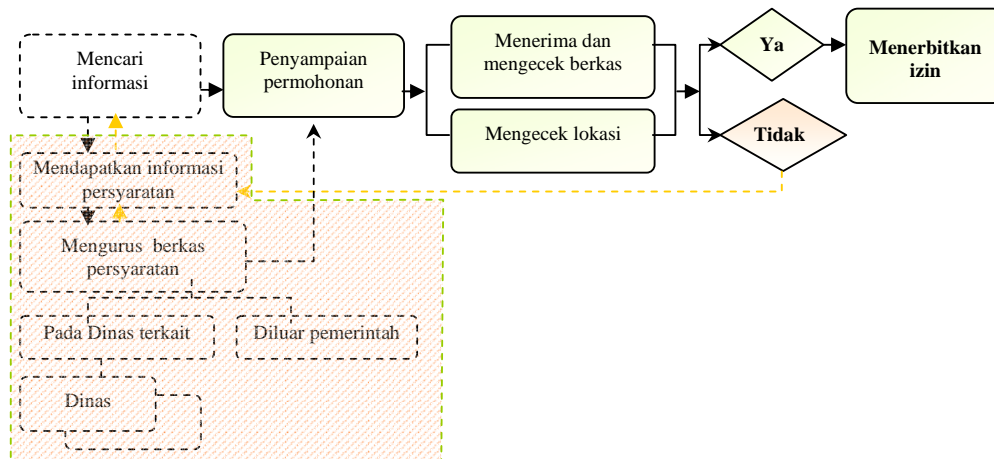 Mencari
informasi
Penyampaian
permohonan
Menerima dan
mengecek berkas
Mengecek lokasi
Ya
Tidak
Menerbitkan
izin
Mendapatkan informasi
persyaratan
Mengurus berkas
persyaratan
Pada Dinas terkait
Diluar pemerintah
Dinas